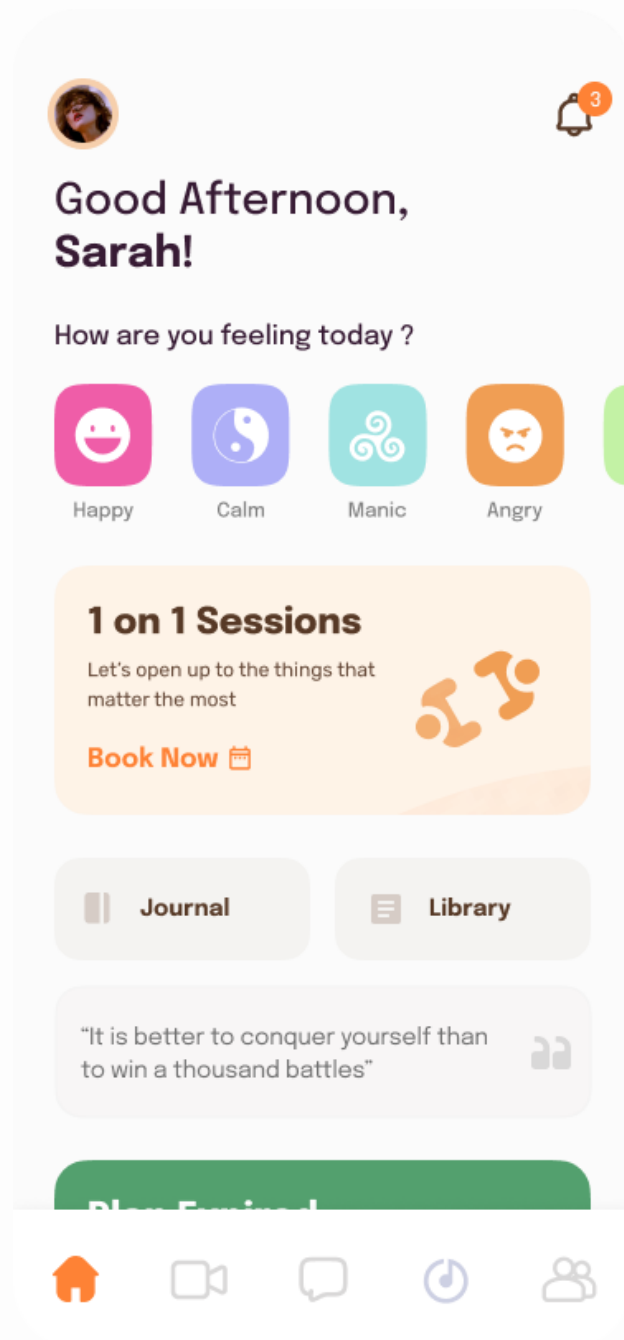 3
Good Afternoon,
Sarah!
How are you feeling today ?
Happy
Calm
Manic
Angry
1 on 1 Sessions
Let's open up to the things that
matter the most
Book Now
Journal
Library
“It is better to conquer yourself than
to win a thousand battles”
Plan Expired